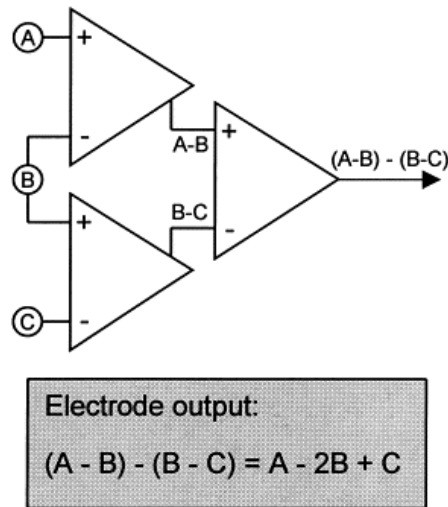 A
+
-
A-B
+
(A-B) - (B-C)
B
B-C
+
-
C
-
Electrode output:
(A - B) - (B - C) = A - 2B + C